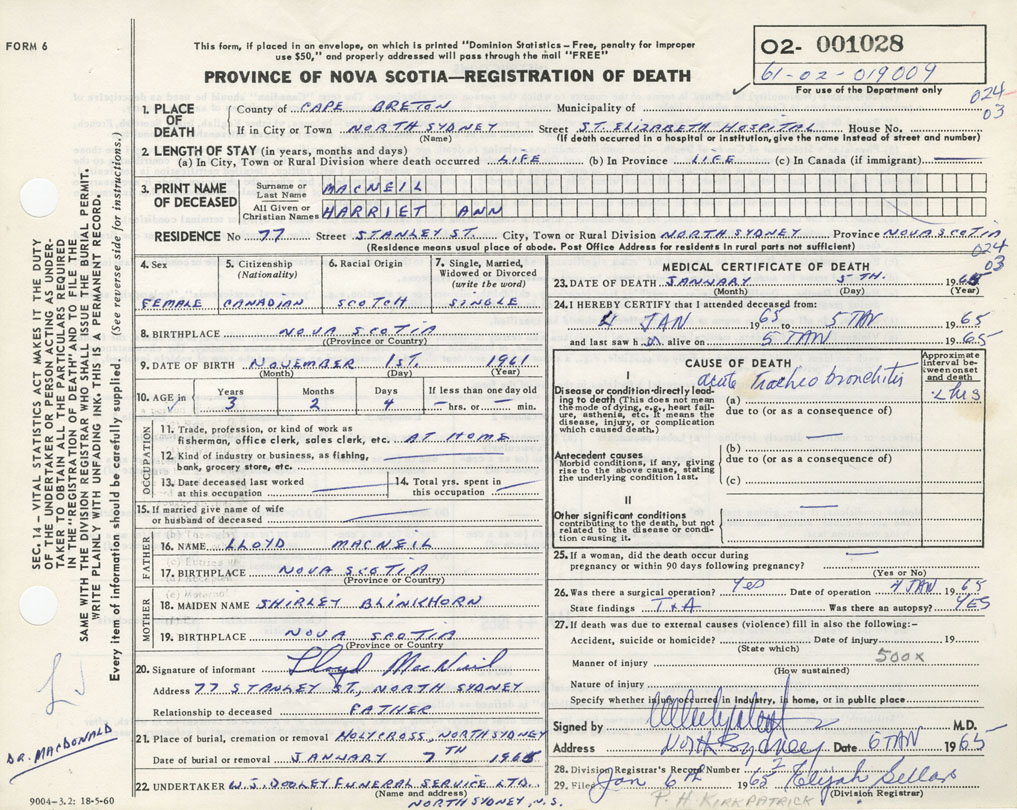 FORM 6
This form, if placed in an envelope, on which is printed "Dominion Statistics – Free, penalty for improper
use $50," and properly addressed will pass through the mail "FREE"
PROVINCE OF NOVA SCOTIA—REGISTRATION OF DEATH
02- 001028
61-02-019009
For use of the Department only
024
03
1. PLACE OF DEATH
County of CAPE BRETON Municipality of
If in City or Town NORTH SYDNEY Street ST. ELIZABETH HOSPITAL House No.
(Name) (If death occurred in a hospital or institution, give the name instead of street and number)
2. LENGTH OF STAY (in years, months and days)
(a) In City, Town or Rural Division where death occurred LIFE (b) In Province LIFE (c) In Canada (if immigrant) —
3. PRINT NAME OF DECEASED
Surname or Last Name MACNEIL
All Given or Christian Names HARRIET ANN
RESIDENCE No 77 Street STANLEY ST. City, Town or Rural Division NORTH SYDNEY Province NOVA SCOTIA
(Residence means usual place of abode. Post Office Address for residents in rural parts not sufficient)
024
03
4. Sex FEMALE
5. Citizenship (Nationality) CANADIAN
6. Racial Origin SCOTCH
7. Single, Married, Widowed or Divorced (write the word) SINGLE
8. BIRTHPLACE NOVA SCOTIA
(Province or Country)
9. DATE OF BIRTH NOVEMBER 1ST. 1961
(Month) (Day) (Year)
10. AGE in Years 3 Months 2 Days 4 If less than one day old — hrs. or — min.
OCCUPATION
11. Trade, profession, or kind of work as
fisherman, office clerk, sales clerk, etc. AT HOME
12. Kind of industry or business, as fishing,
bank, grocery store, etc. —
13. Date deceased last worked
at this occupation —
14. Total yrs. spent in
this occupation —
15. If married give name of wife
or husband of deceased —
FATHER
16. NAME LLOYD MACNEIL
17. BIRTHPLACE NOVA SCOTIA
(Province or Country)
MOTHER
18. MAIDEN NAME SHIRLEY BLINKHORN
19. BIRTHPLACE NOVA SCOTIA
(Province or Country)
20. Signature of informant Lloyd MacNeil
Address 77 STANLEY ST, NORTH SYDNEY
Relationship to deceased FATHER
21. Place of burial, cremation or removal HOLYCROSS, NORTH SYDNEY
Date of burial or removal JANUARY 7TH 1965
22. UNDERTAKER W.S. DOOLEY FUNERAL SERVICE LTD.
(Name and address)
NORTH SYDNEY, N.S.
MEDICAL CERTIFICATE OF DEATH
23. DATE OF DEATH JANUARY 5TH. 1965
(Month) (Day) (Year)
24. I HEREBY CERTIFY that I attended deceased from:
4 JAN 1965 to 5 JAN 1965
and last saw h alive on 5 JAN 1965
CAUSE OF DEATH
Approximate interval between onset and death
I
Disease or condition directly leading
to death (This does not mean
the mode of dying, e.g., heart failure,
asthenia, etc. It means the
disease, injury, or complication
which caused death.)
acute tracheo bronchitis
(a)
due to (or as a consequence of)
—
Antecedent causes
Morbid conditions, if any, giving
rise to the above cause, stating
the underlying condition last.
(b)
due to (or as a consequence of)
(c)
II
Other significant conditions
contributing to the death, but not
related to the disease or condition
causing it.
—
25. If a woman, did the death occur during
pregnancy or within 90 days following pregnancy? —
(Yes or No)
26. Was there a surgical operation? Yes Date of operation 4 JAN 1965
State findings T & A Was there an autopsy? YES
27. If death was due to external causes (violence) fill in also the following:–
Accident, suicide or homicide? Date of injury 19
(State which)
500x
Manner of injury
(How sustained)
Nature of injury
Specify whether injury occurred in industry, in home, or in public place
Signed by M.D.
Address North Sydney Date 6 JAN 1965
28. Division Registrar's Record Number 2
29. Filed Jan 6th 1965 Elijah Sellars
(Division Registrar)
P. H. KIRKPATRICK
SEC. 14 – VITAL STATISTICS ACT MAKES IT THE DUTY
OF THE UNDERTAKER OR PERSON ACTING AS UNDER-
TAKER TO OBTAIN ALL THE PARTICULARS REQUIRED
IN THE "REGISTRATION OF DEATH" AND TO FILE THE
SAME WITH THE DIVISION REGISTRAR WHO SHALL ISSUE THE BURIAL PERMIT.
WRITE PLAINLY WITH UNFADING INK. THIS IS A PERMANENT RECORD.
Every item of information should be carefully supplied. (See reverse side for instructions.)
DR. MACDONALD
9004-3.2: 18-5-60